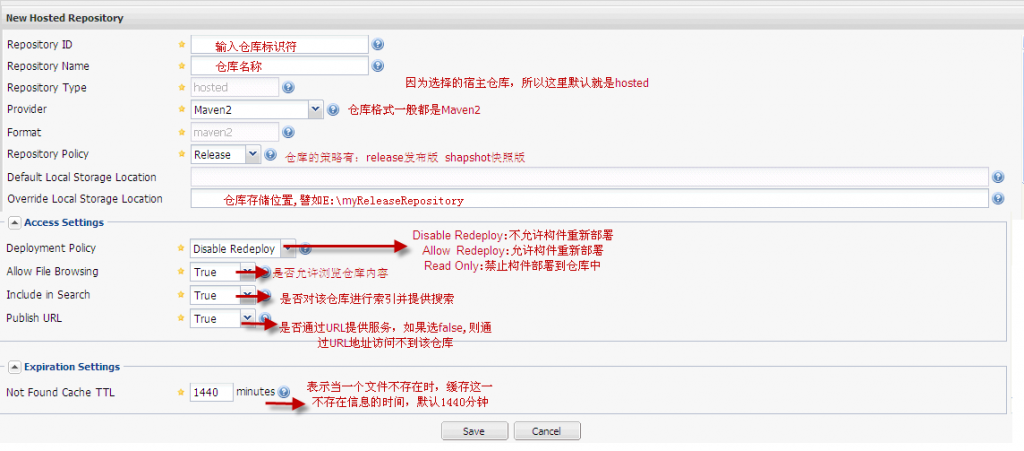 New Hosted Repository
Repository ID 输入仓库标识符
Repository Name 仓库名称
Repository Type hosted 因为选择的宿主仓库，所以这里默认就是hosted
Provider Maven2 仓库格式一般都是Maven2
Format maven2
Repository Policy Release 仓库的策略有：release发布版 shapshot快照版
Default Local Storage Location
Override Local Storage Location 仓库存储位置,譬如E:\myReleaseRepository
Access Settings
Deployment Policy Disable Redeploy
Disable Redeploy:不允许构件重新部署
Allow Redeploy:允许构件重新部署
Read Only:禁止构件部署到仓库中
Allow File Browsing True 是否允许浏览仓库内容
Include in Search True 是否对该仓库进行索引并提供搜索
Publish URL True 是否通过URL提供服务，如果选false,则通
过URL地址访问不到该仓库
Expiration Settings
Not Found Cache TTL 1440 minutes 表示当一个文件不存在时，缓存这一
不存在信息的时间，默认1440分钟
Save Cancel